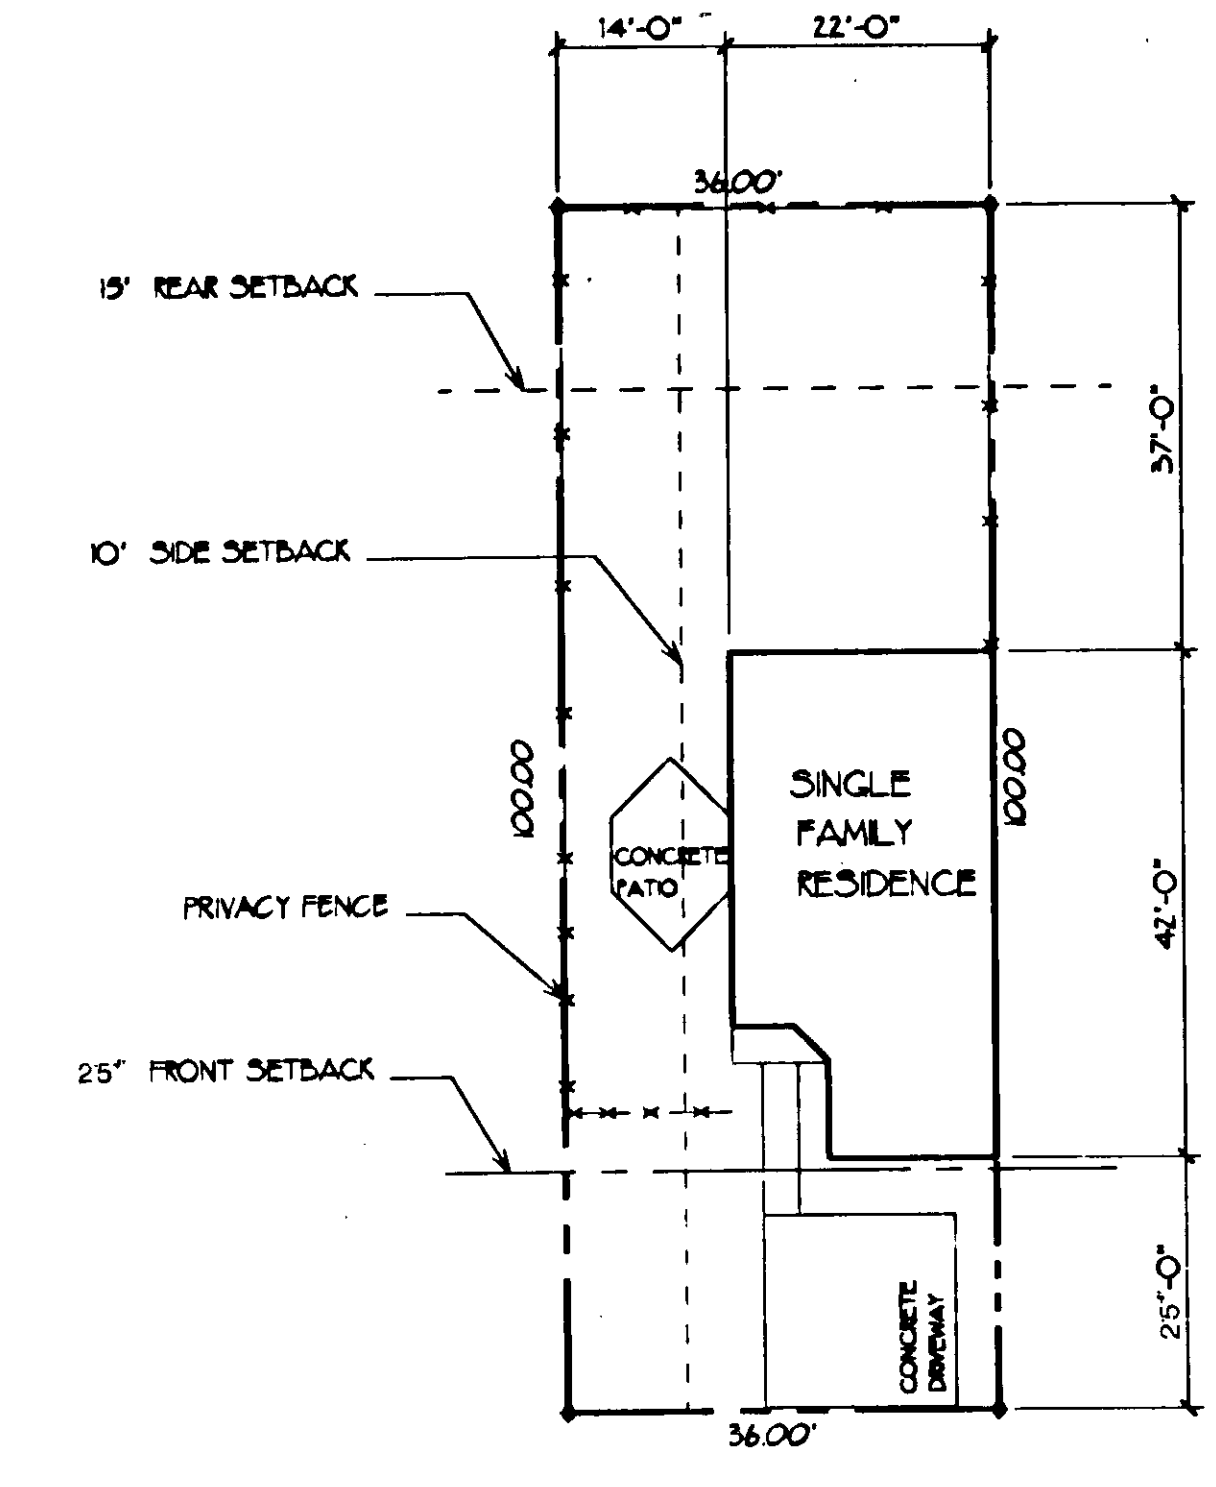 14'-0"
22'-0"
36.00'
15' REAR SETBACK
37'-0"
10' SIDE SETBACK
100.00
100.00
SINGLE
FAMILY
RESIDENCE
CONCRETE
PATIO
42'-0"
PRIVACY FENCE
25'' FRONT SETBACK
25''-0"
CONCRETE
DRIVEWAY
36.00'